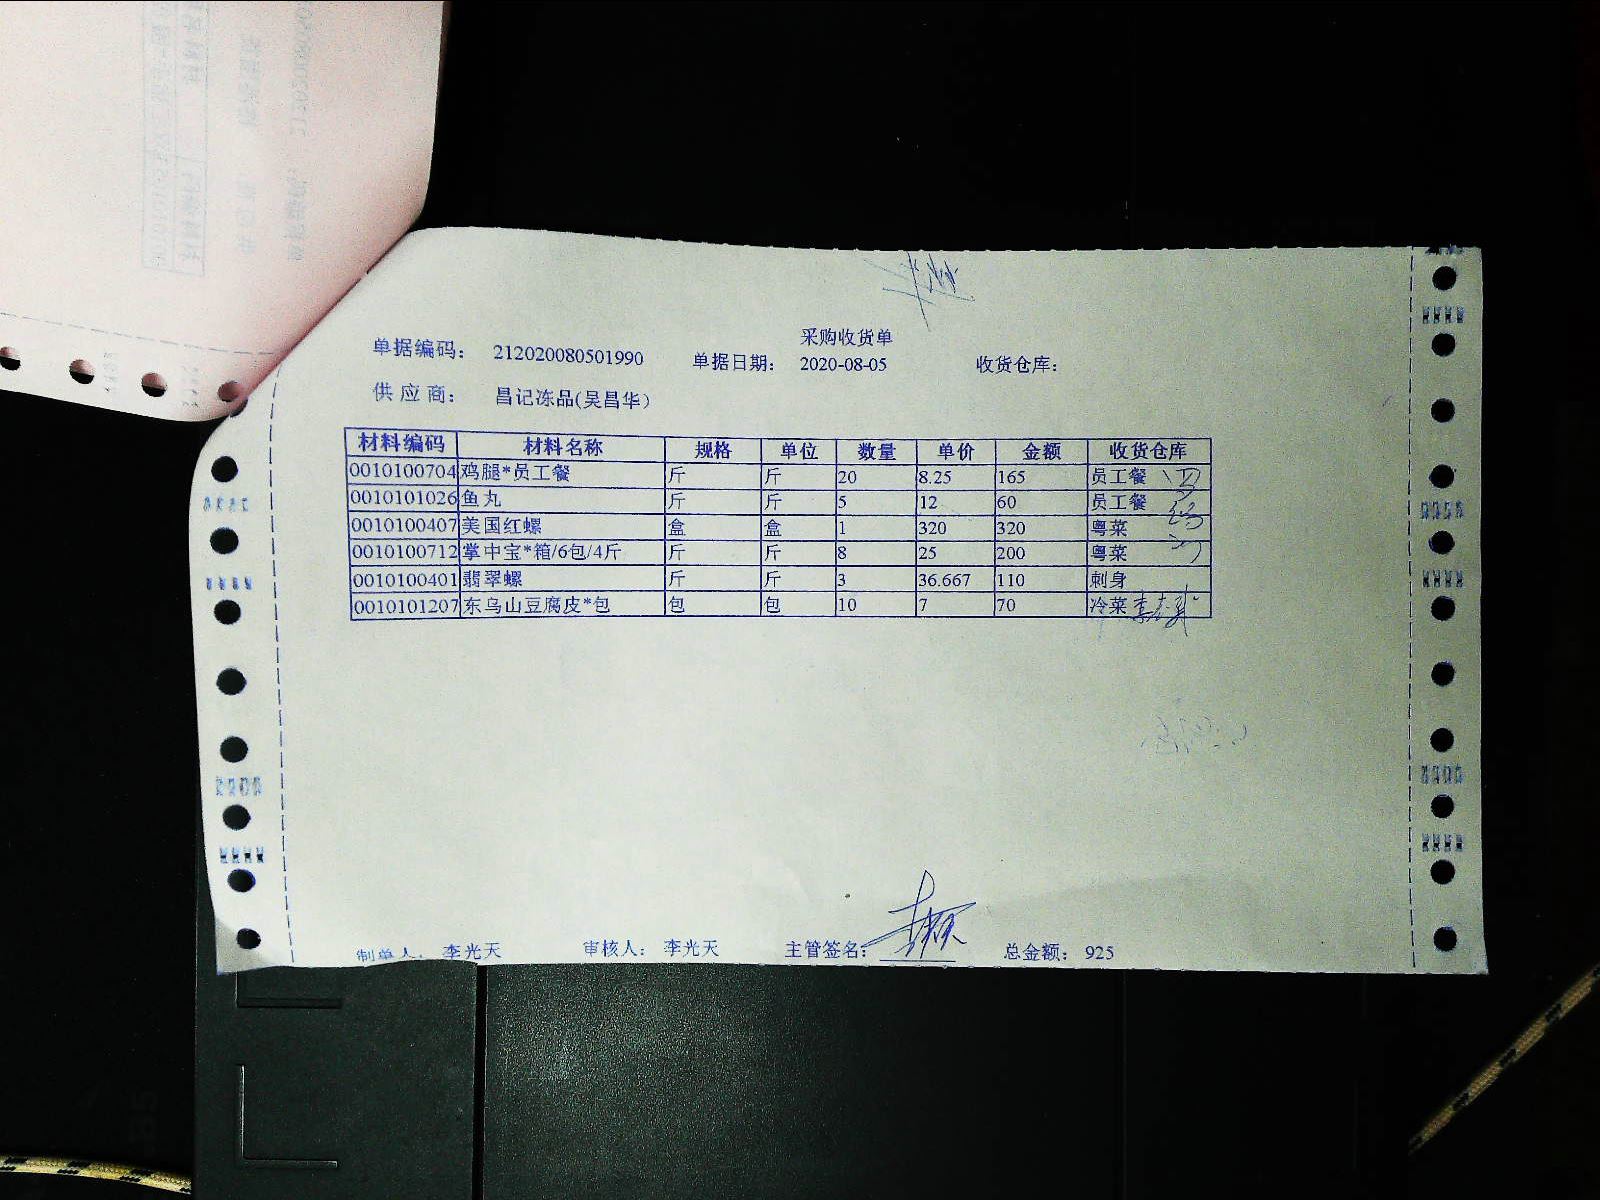 采购收货单
单据编码： 212020080501990 单据日期： 2020-08-05 收货仓库：
供 应 商： 昌记冻品(吴昌华)
材料编码 材料名称 规格 单位 数量 单价 金额 收货仓库
0010100704 鸡腿*员工餐 斤 斤 20 8.25 165 员工餐
0010101026 鱼丸 斤 斤 5 12 60 员工餐
0010100407 美国红螺 盒 盒 1 320 320 粤菜
0010100712 掌中宝*箱/6包/4斤 斤 斤 8 25 200 粤菜
0010100401 翡翠螺 斤 斤 3 36.667 110 刺身
0010101207 东乌山豆腐皮*包 包 包 10 7 70 冷菜
制单人： 李光天 审核人： 李光天 主管签名： 总金额： 925